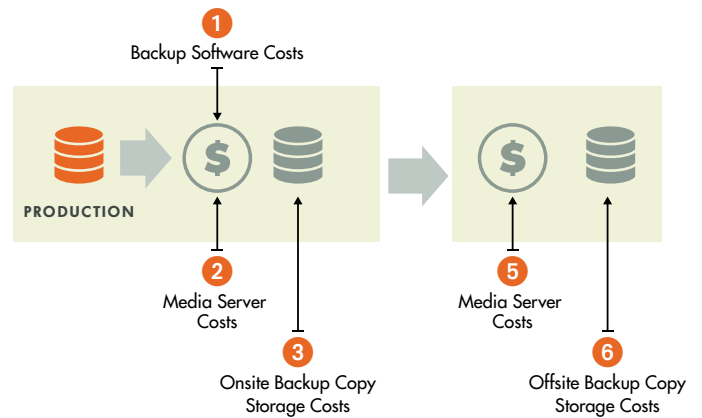 1
Backup Software Costs
$
$
PRODUCTION
2
Media Server
Costs
5
Media Server
Costs
3
Onsite Backup Copy
Storage Costs
6
Offsite Backup Copy
Storage Costs